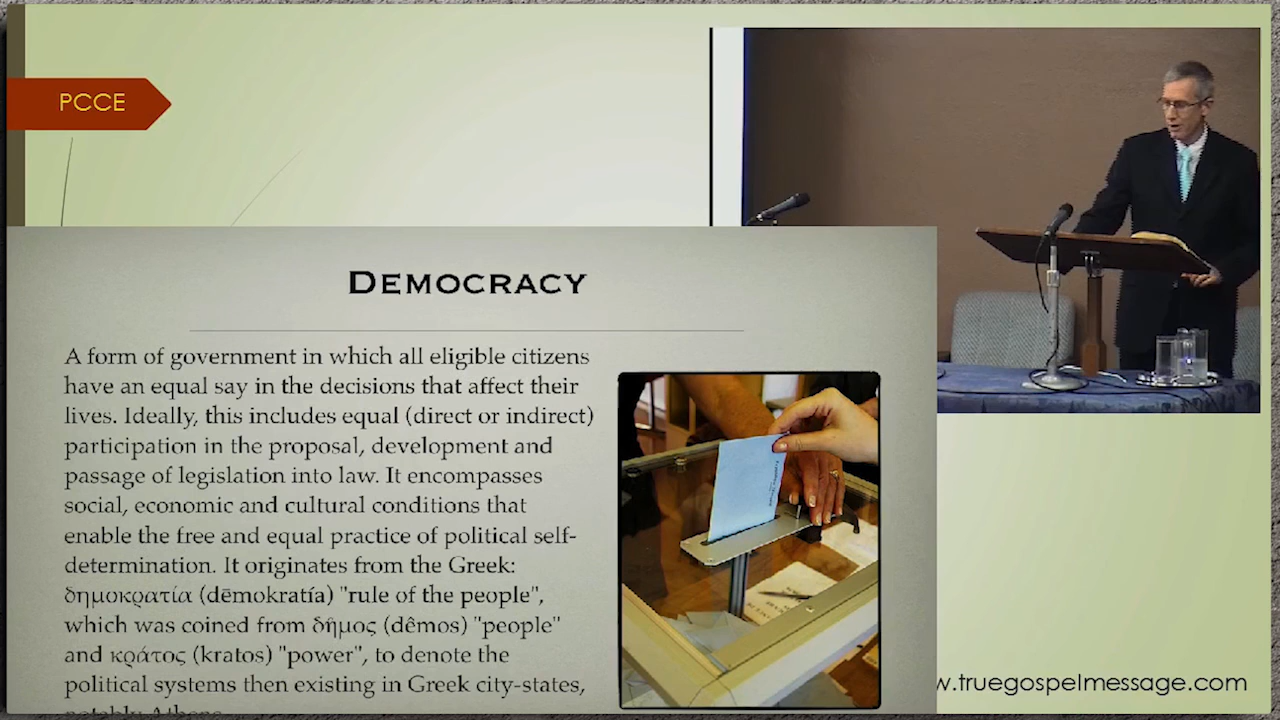 PCCE
DEMOCRACY
A form of government in which all eligible citizens
have an equal say in the decisions that affect their
lives. Ideally, this includes equal (direct or indirect)
participation in the proposal, development and
passage of legislation into law. It encompasses
social, economic and cultural conditions that
enable the free and equal practice of political self-
determination. It originates from the Greek:
δημοκρατία (dēmokratía) "rule of the people",
which was coined from δῆμος (dêmos) "people"
and κράτος (kratos) "power", to denote the
political systems then existing in Greek city-states,
notably Athens
w.truegospelmessage.com